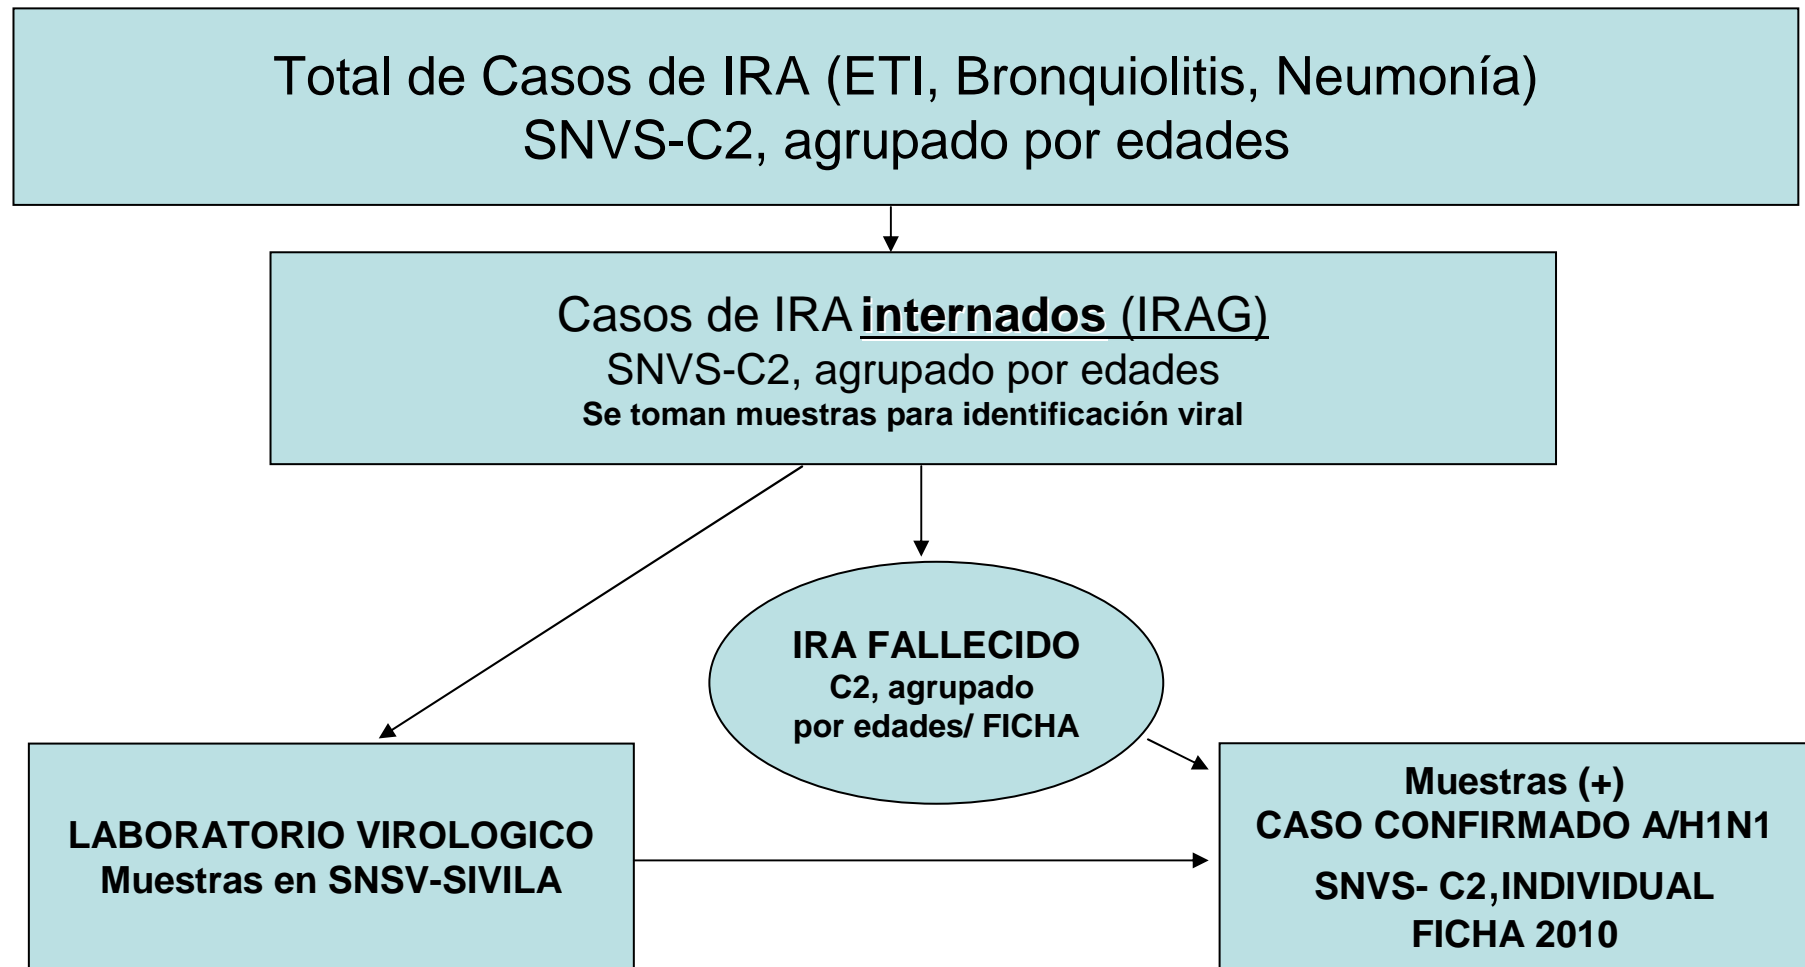 Total de Casos de IRA (ETI, Bronquiolitis, Neumonía)
SNVS-C2, agrupado por edades
Casos de IRA internados (IRAG)
SNVS-C2, agrupado por edades
Se toman muestras para identificación viral
IRA FALLECIDO
C2, agrupado
por edades/ FICHA
LABORATORIO VIROLOGICO
Muestras en SNSV-SIVILA
Muestras (+)
CASO CONFIRMADO A/H1N1
SNVS- C2,INDIVIDUAL
FICHA 2010